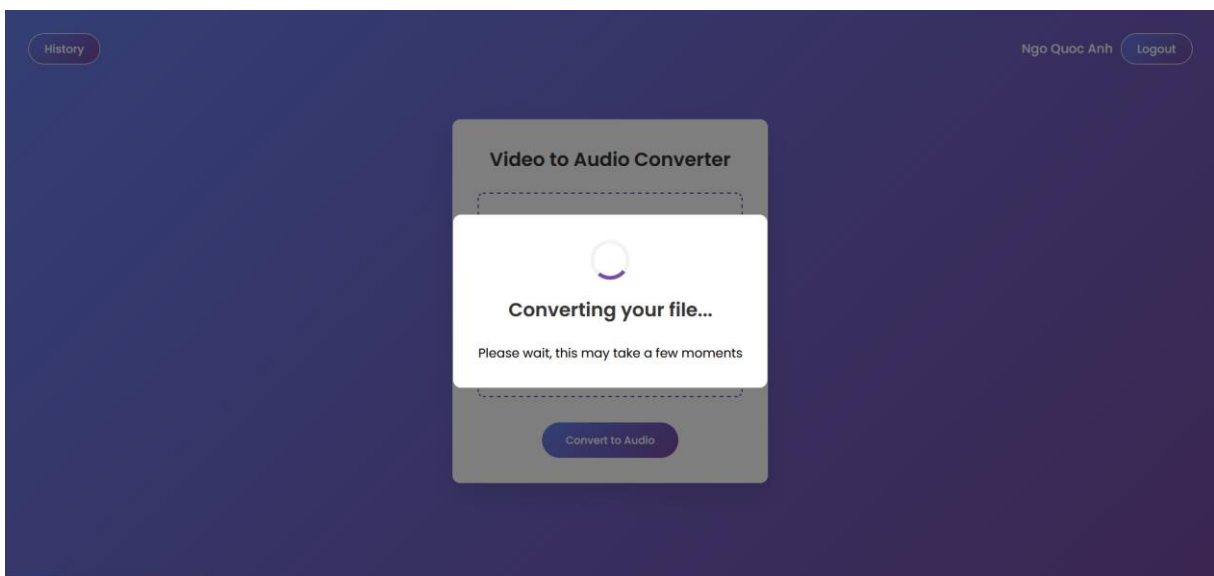 History
Ngo Quoc Anh
Logout
Video to Audio Converter
Converting your file...
Please wait, this may take a few moments
Convert to Audio